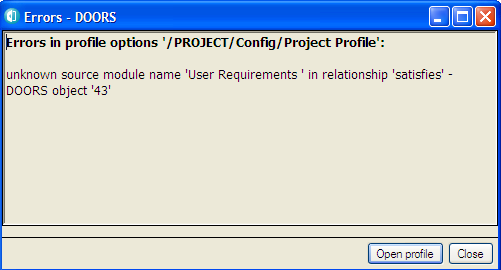 Errors - DOORS
Errors in profile options '/PROJECT/Config/Project Profile':
unknown source module name 'User Requirements ' in relationship 'satisfies' -
DOORS object '43'
Open profile
Close